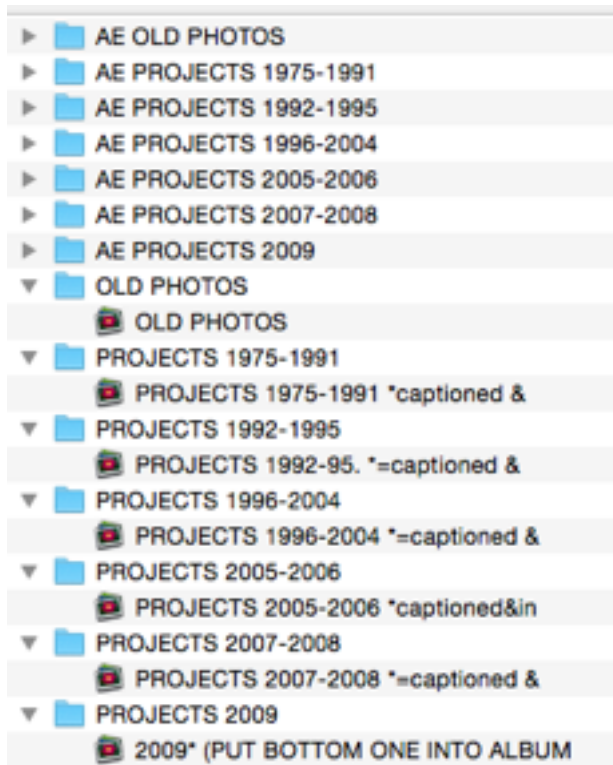 AE OLD PHOTOS
AE PROJECTS 1975-1991
AE PROJECTS 1992-1995
AE PROJECTS 1996-2004
AE PROJECTS 2005-2006
AE PROJECTS 2007-2008
AE PROJECTS 2009
OLD PHOTOS
OLD PHOTOS
PROJECTS 1975-1991
PROJECTS 1975-1991 *captioned &
PROJECTS 1992-1995
PROJECTS 1992-95. *=captioned &
PROJECTS 1996-2004
PROJECTS 1996-2004 *=captioned &
PROJECTS 2005-2006
PROJECTS 2005-2006 *captioned&in
PROJECTS 2007-2008
PROJECTS 2007-2008 *=captioned &
PROJECTS 2009
2009* (PUT BOTTOM ONE INTO ALBUM